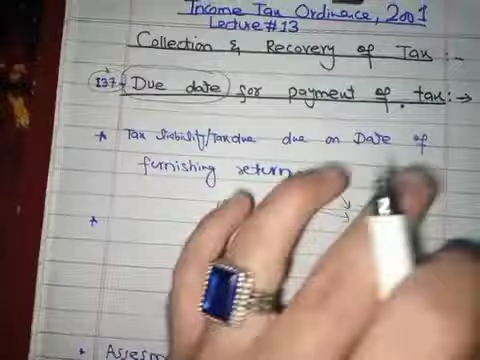 Income Tax Ordinance, 2001
Lecture #13
Collection & Recovery of Tax :-
137- Due date for payment of tax :→
* Tax liability/Tax due due on Date of
furnishing return
*
* Assesm